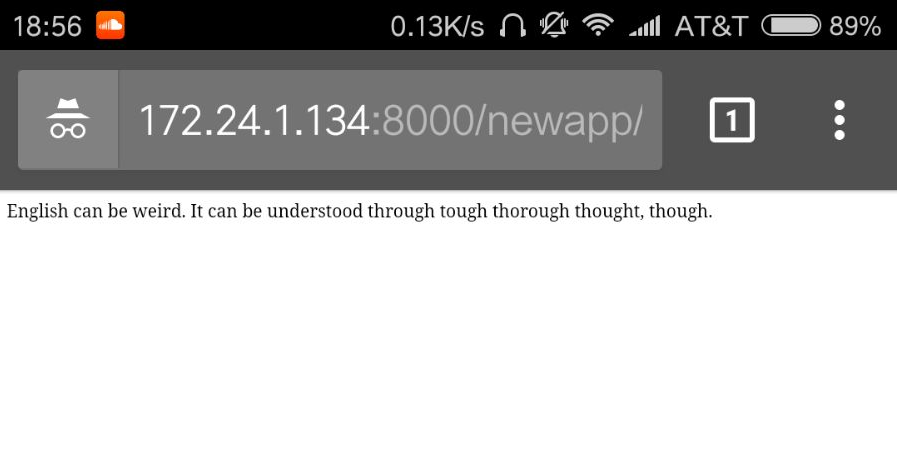 18:56 0.13K/s AT&T 89%
172.24.1.134:8000/newapp/ 1
English can be weird. It can be understood through tough thorough thought, though.